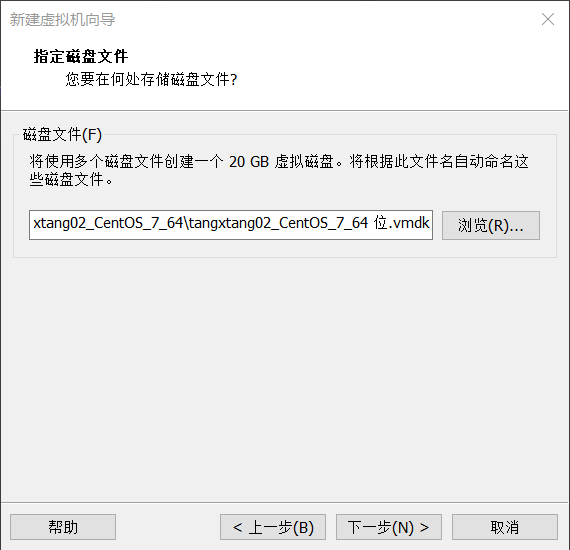 新建虚拟机向导
指定磁盘文件
您要在何处存储磁盘文件?
磁盘文件(F)
将使用多个磁盘文件创建一个 20 GB 虚拟磁盘。将根据此文件名自动命名这
些磁盘文件。
xtang02_CentOS_7_64\tangxtang02_CentOS_7_64 位.vmdk
浏览(R)...
帮助
< 上一步(B)
下一步(N) >
取消